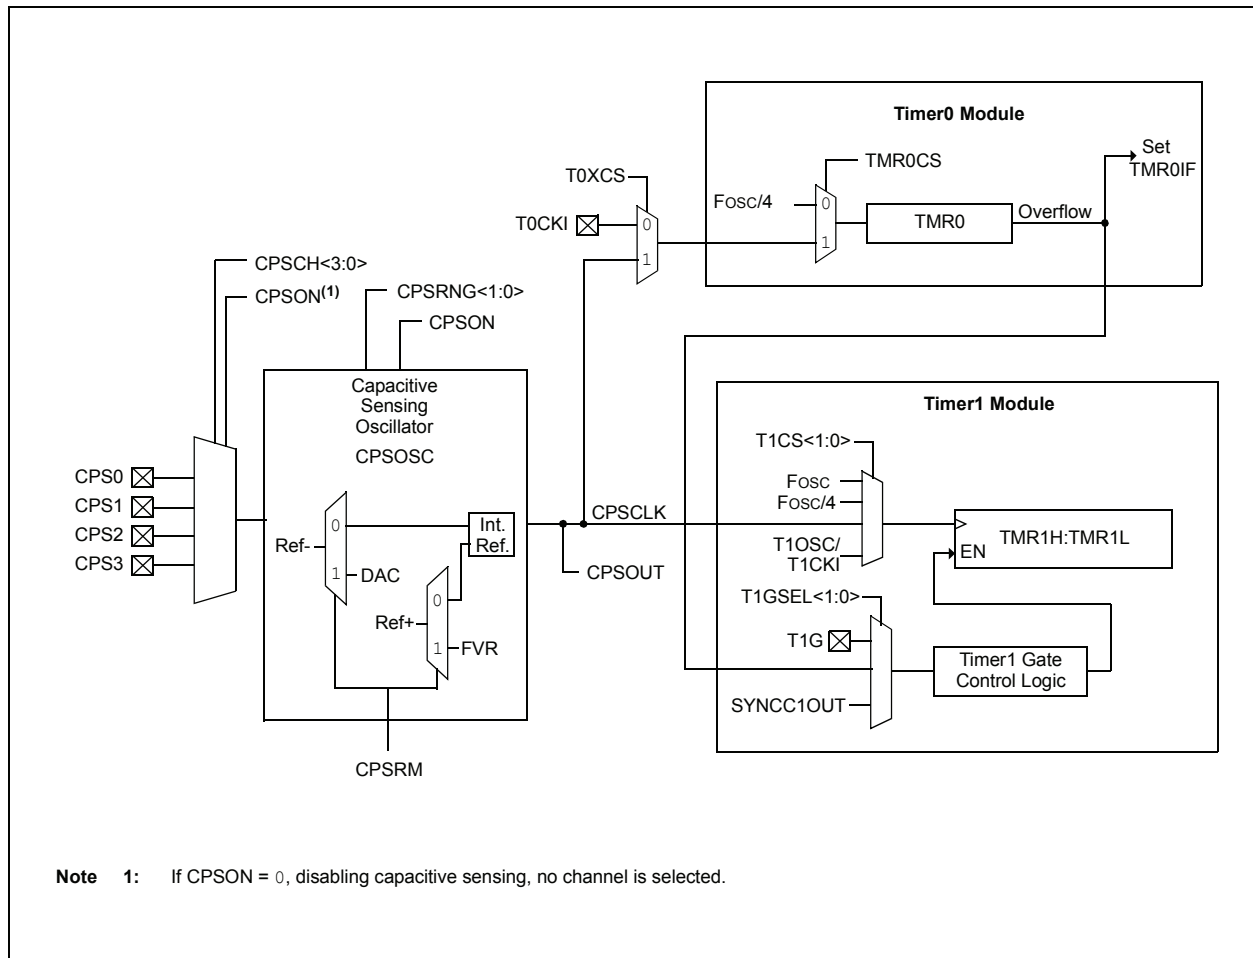 Timer0 Module
Set
TMR0IF
TMR0CS
T0XCS
FOSC/4
0
1
TMR0
Overflow
T0CKI
0
1
CPSCH<3:0>
CPSON(1)
CPSRNG<1:0>
CPSON
Capacitive
Sensing
Oscillator
CPSOSC
Timer1 Module
T1CS<1:0>
CPS0
CPS1
CPS2
CPS3
FOSC
FOSC/4
CPSCLK
T1OSC/
T1CKI
EN
TMR1H:TMR1L
0
Ref-
1
DAC
Int.
Ref.
CPSOUT
0
Ref+
1
FVR
T1GSEL<1:0>
T1G
Timer1 Gate
Control Logic
SYNCC1OUT
CPSRM
Note 1: If CPSON = 0, disabling capacitive sensing, no channel is selected.